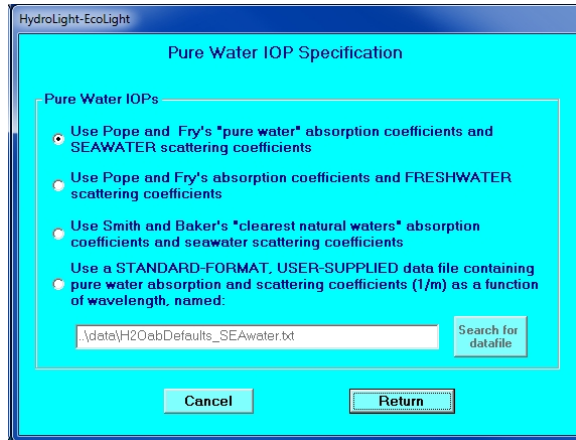 HydroLight-EcoLight
Pure Water IOP Specification
Pure Water IOPs
Use Pope and Fry's "pure water" absorption coefficients and
SEAWATER scattering coefficients
Use Pope and Fry's absorption coefficients and FRESHWATER
scattering coefficients
Use Smith and Baker's "clearest natural waters" absorption
coefficients and seawater scattering coefficients
Use a STANDARD-FORMAT, USER-SUPPLIED data file containing
pure water absorption and scattering coefficients (1/m) as a function
of wavelength, named:
..\data\H2OabDefaults_SEAwater.txt
Search for
datafile
Cancel
Return